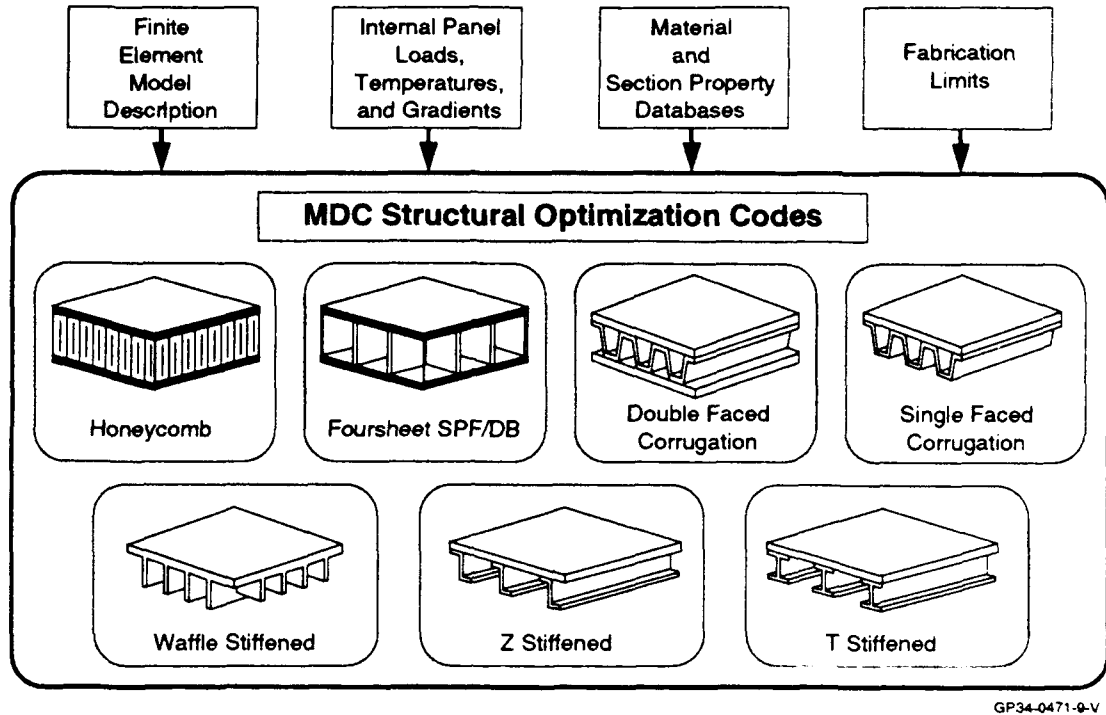 Finite
Element
Model
Description
Internal Panel
Loads,
Temperatures,
and Gradients
Material
and
Section Property
Databases
Fabrication
Limits
MDC Structural Optimization Codes
Honeycomb
Foursheet SPF/DB
Double Faced
Corrugation
Single Faced
Corrugation
Waffle Stiffened
Z Stiffened
T Stiffened
GP34-0471-9-V